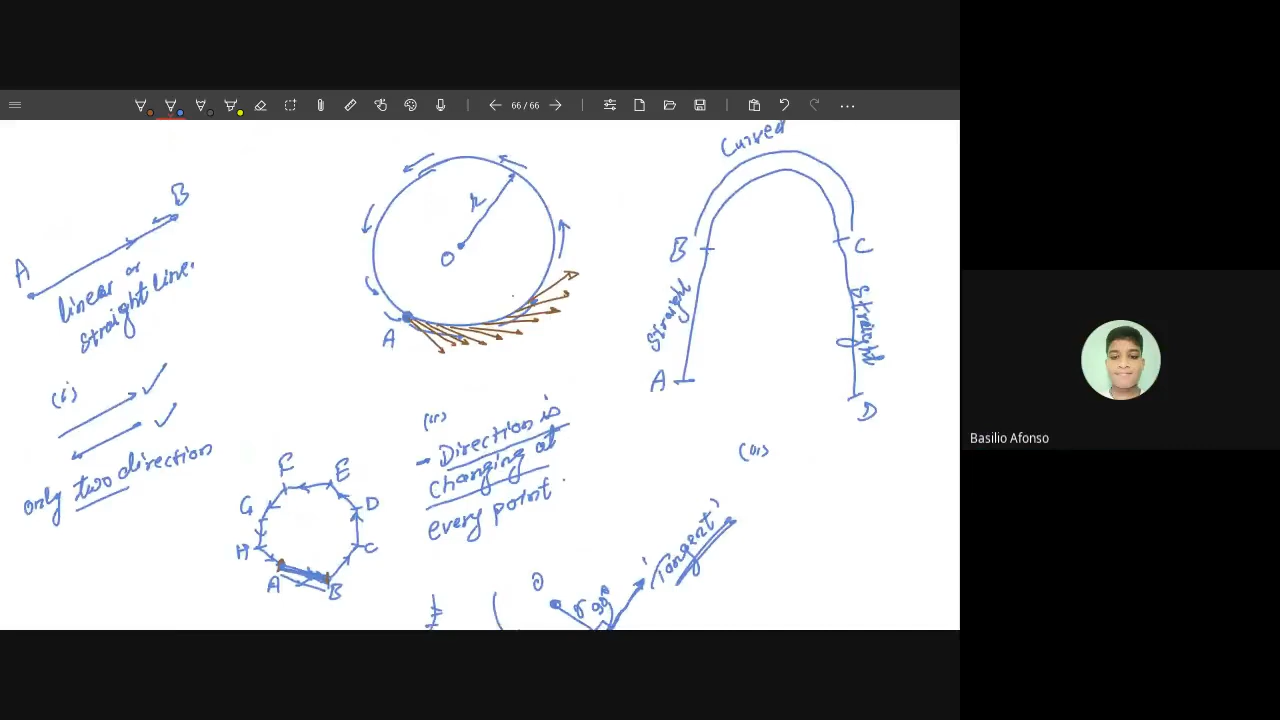 66 / 66
Curved
B
A
linear or
straight line.
r
O
A
B
C
Straight
Straight
A
D
(i)
only two direction
(ii)
- Direction is
changing at
every point.
(iii)
F
E
G
D
H
C
A
B
O
r
90°
'Tangent'
Basilio Afonso